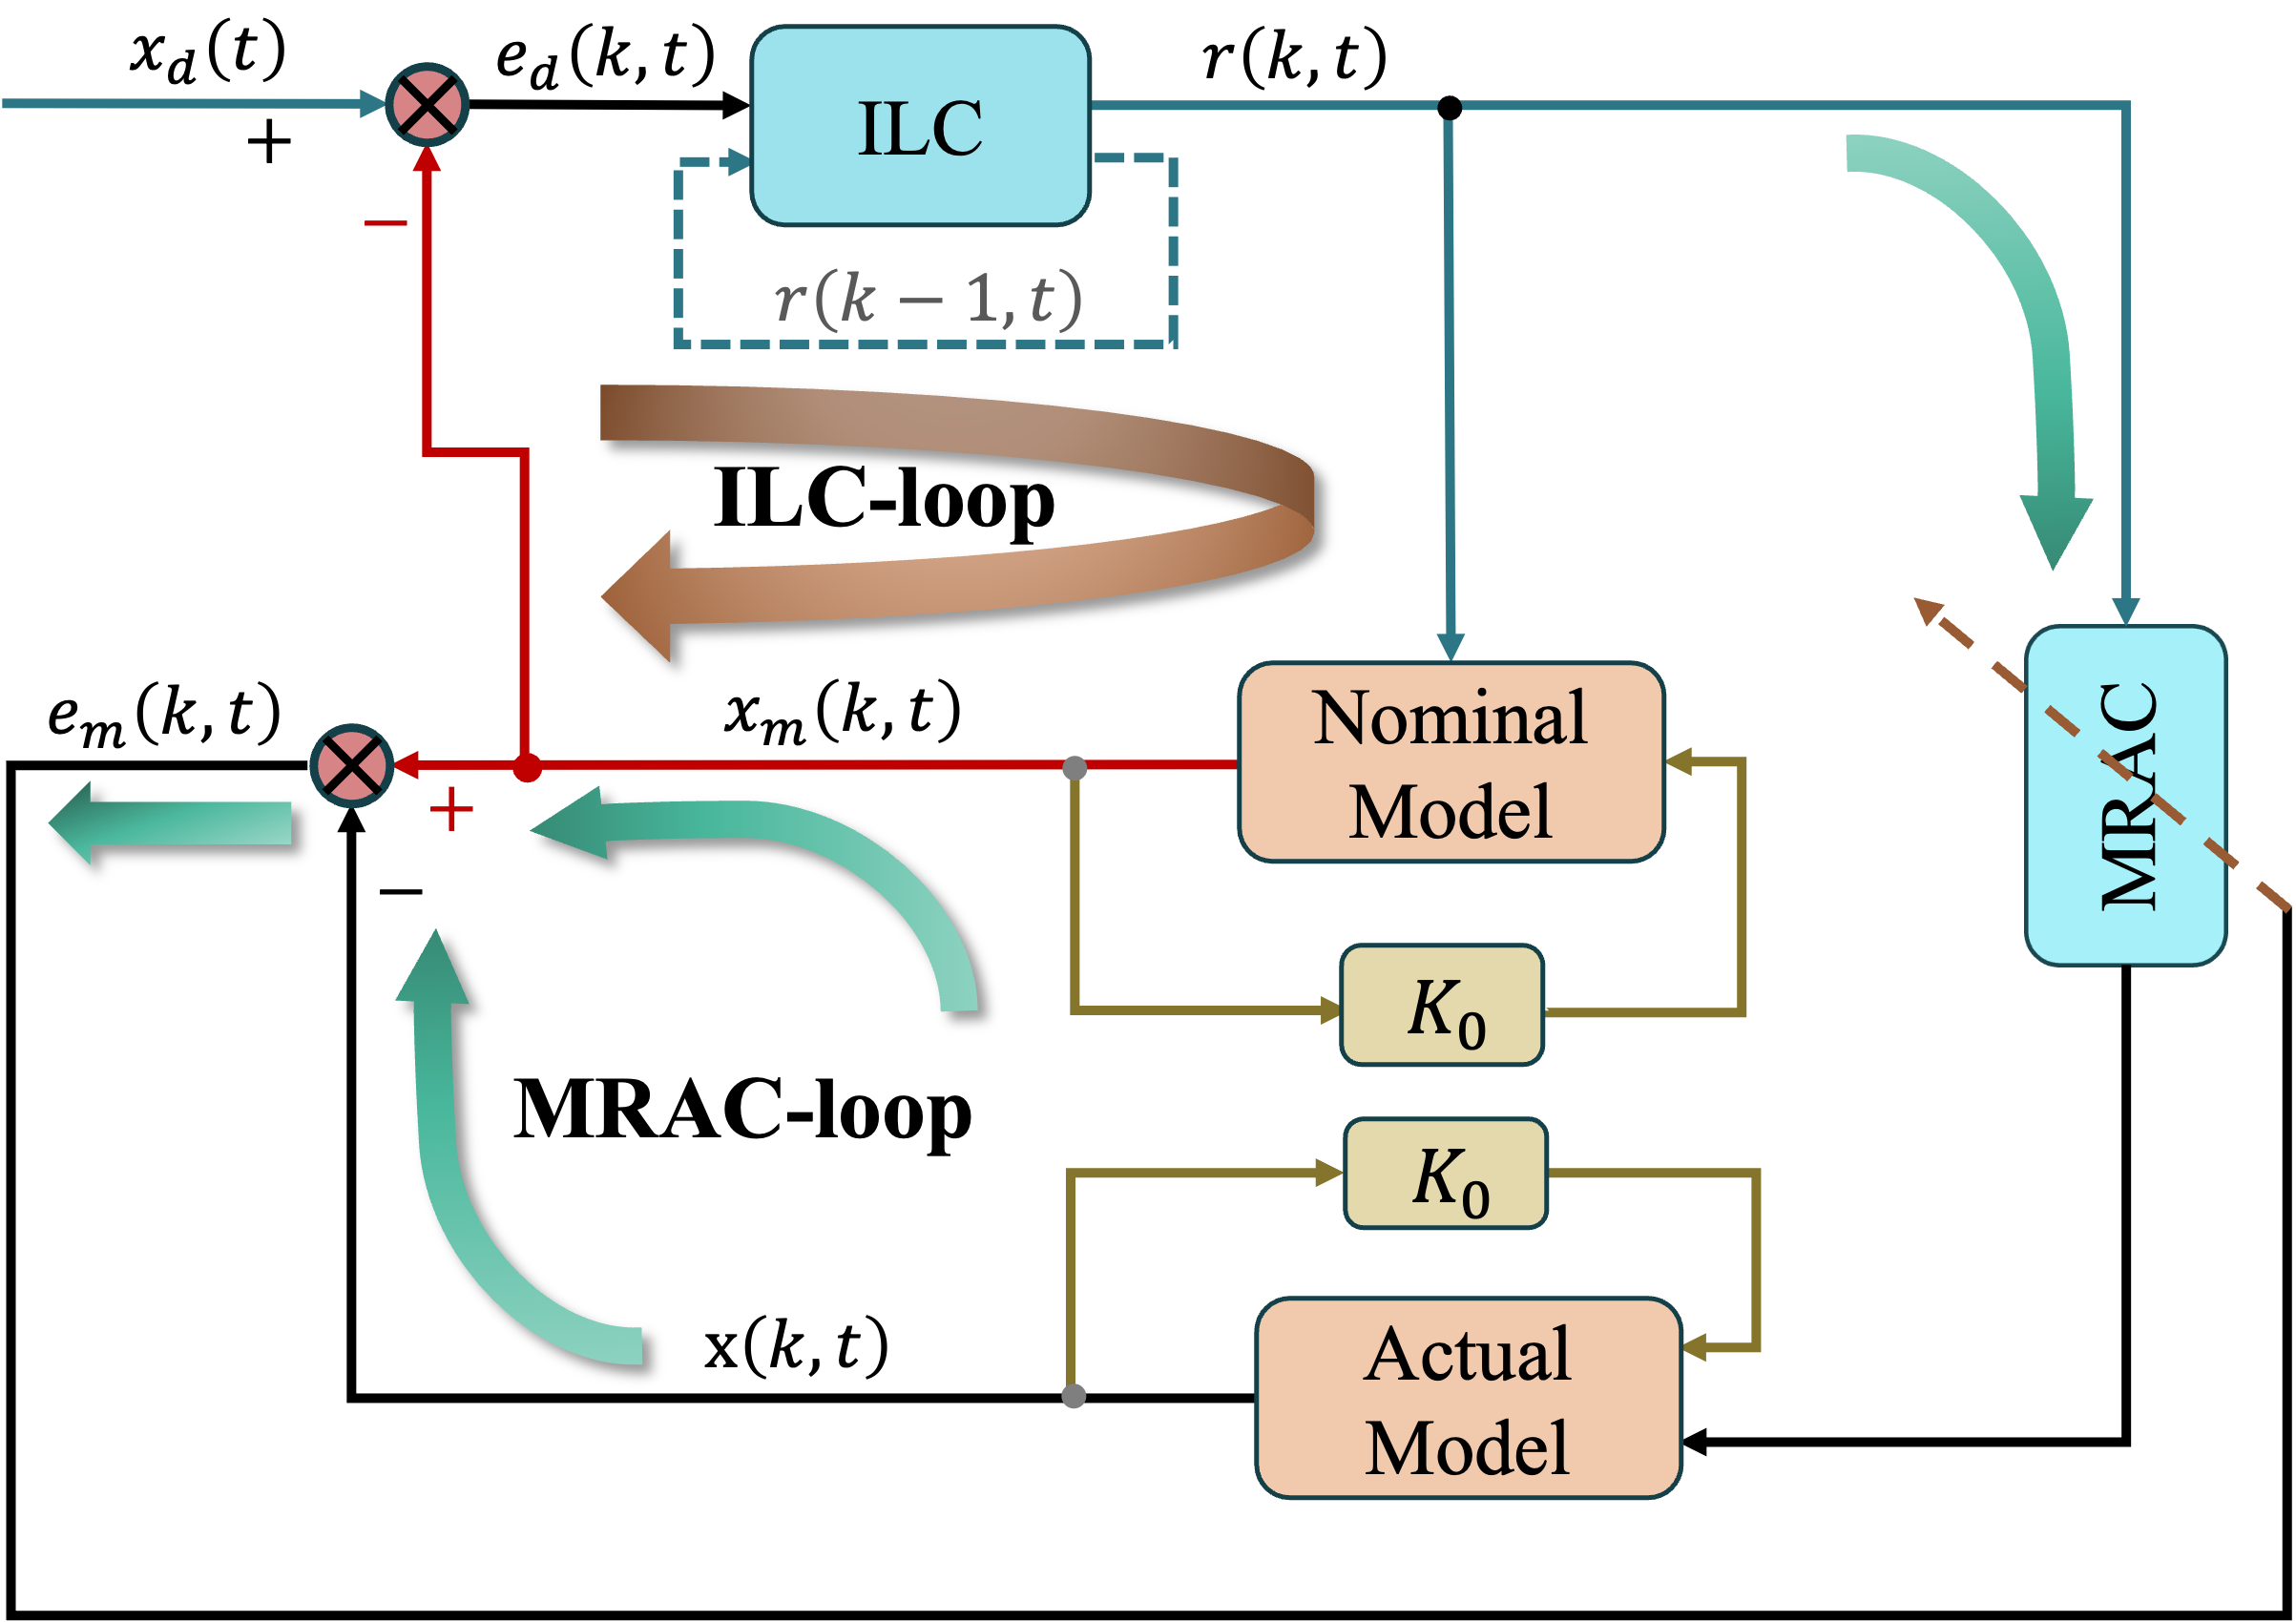 x_d(t)
e_d(k,t)
r(k,t)
+
ILC
−
r(k − 1,t)
ILC-loop
e_m(k,t)
x_m(k,t)
Nominal
Model
MRAC
+
−
K_0
MRAC-loop
K_0
x(k,t)
Actual
Model